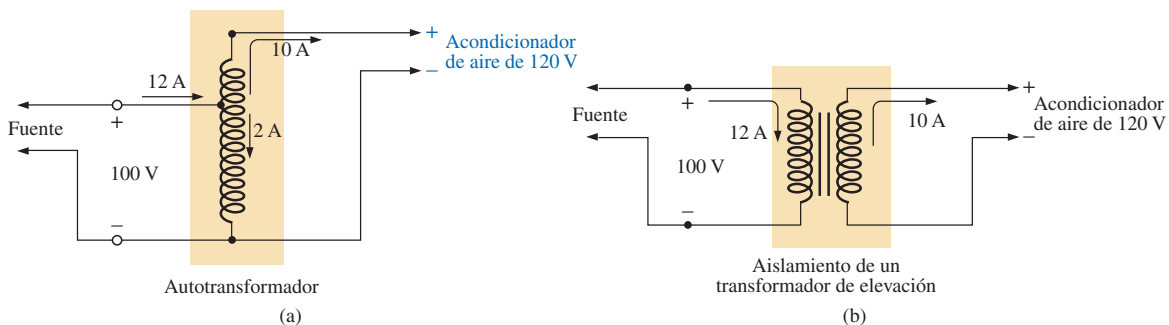 10 A
+
Acondicionador
de aire de 120 V
−
12 A
+
Fuente
2 A
100 V
−
Autotransformador
(a)
+
Fuente
12 A
10 A
+
Acondicionador
de aire de 120 V
−
100 V
−
Aislamiento de un
transformador de elevación
(b)